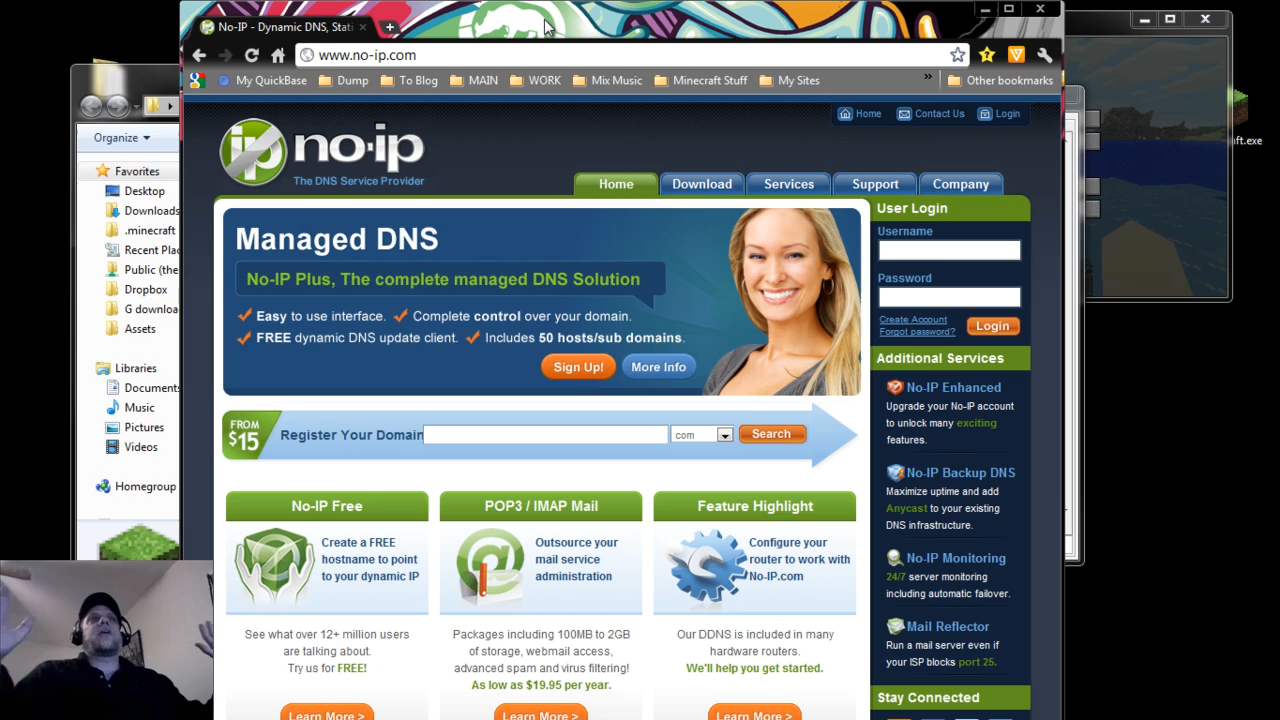 No-IP - Dynamic DNS, Stati
www.no-ip.com
My QuickBase
Dump
To Blog
MAIN
WORK
Mix Music
Minecraft Stuff
My Sites
»
Other bookmarks
Organize
Favorites
Desktop
Downloads
.minecraft
Recent Plac
Public (the
Dropbox
G downloa
Assets
Libraries
Documents
Music
Pictures
Videos
Homegroup
ft.exe
Home
Contact Us
Login
ip no·ip
The DNS Service Provider
Home
Download
Services
Support
Company
Managed DNS
No-IP Plus, The complete managed DNS Solution
Easy to use interface. Complete control over your domain.
FREE dynamic DNS update client. Includes 50 hosts/sub domains.
Sign Up!
More Info
FROM
$15
Register Your Domain
com
Search
No-IP Free
Create a FREE
hostname to point
to your dynamic IP
See what over 12+ million users
are talking about.
Try us for FREE!
Learn More >
POP3 / IMAP Mail
Outsource your
mail service
administration
Packages including 100MB to 2GB
of storage, webmail access,
advanced spam and virus filtering!
As low as $19.95 per year.
Learn More >
Feature Highlight
Configure your
router to work with
No-IP.com
Our DDNS is included in many
hardware routers.
We'll help you get started.
Learn More >
User Login
Username
Password
Create Account
Forgot password?
Login
Additional Services
No-IP Enhanced
Upgrade your No-IP account
to unlock many exciting
features.
No-IP Backup DNS
Maximize uptime and add
Anycast to your existing
DNS infrastructure.
No-IP Monitoring
24/7 server monitoring
including automatic failover.
Mail Reflector
Run a mail server even if
your ISP blocks port 25.
Stay Connected